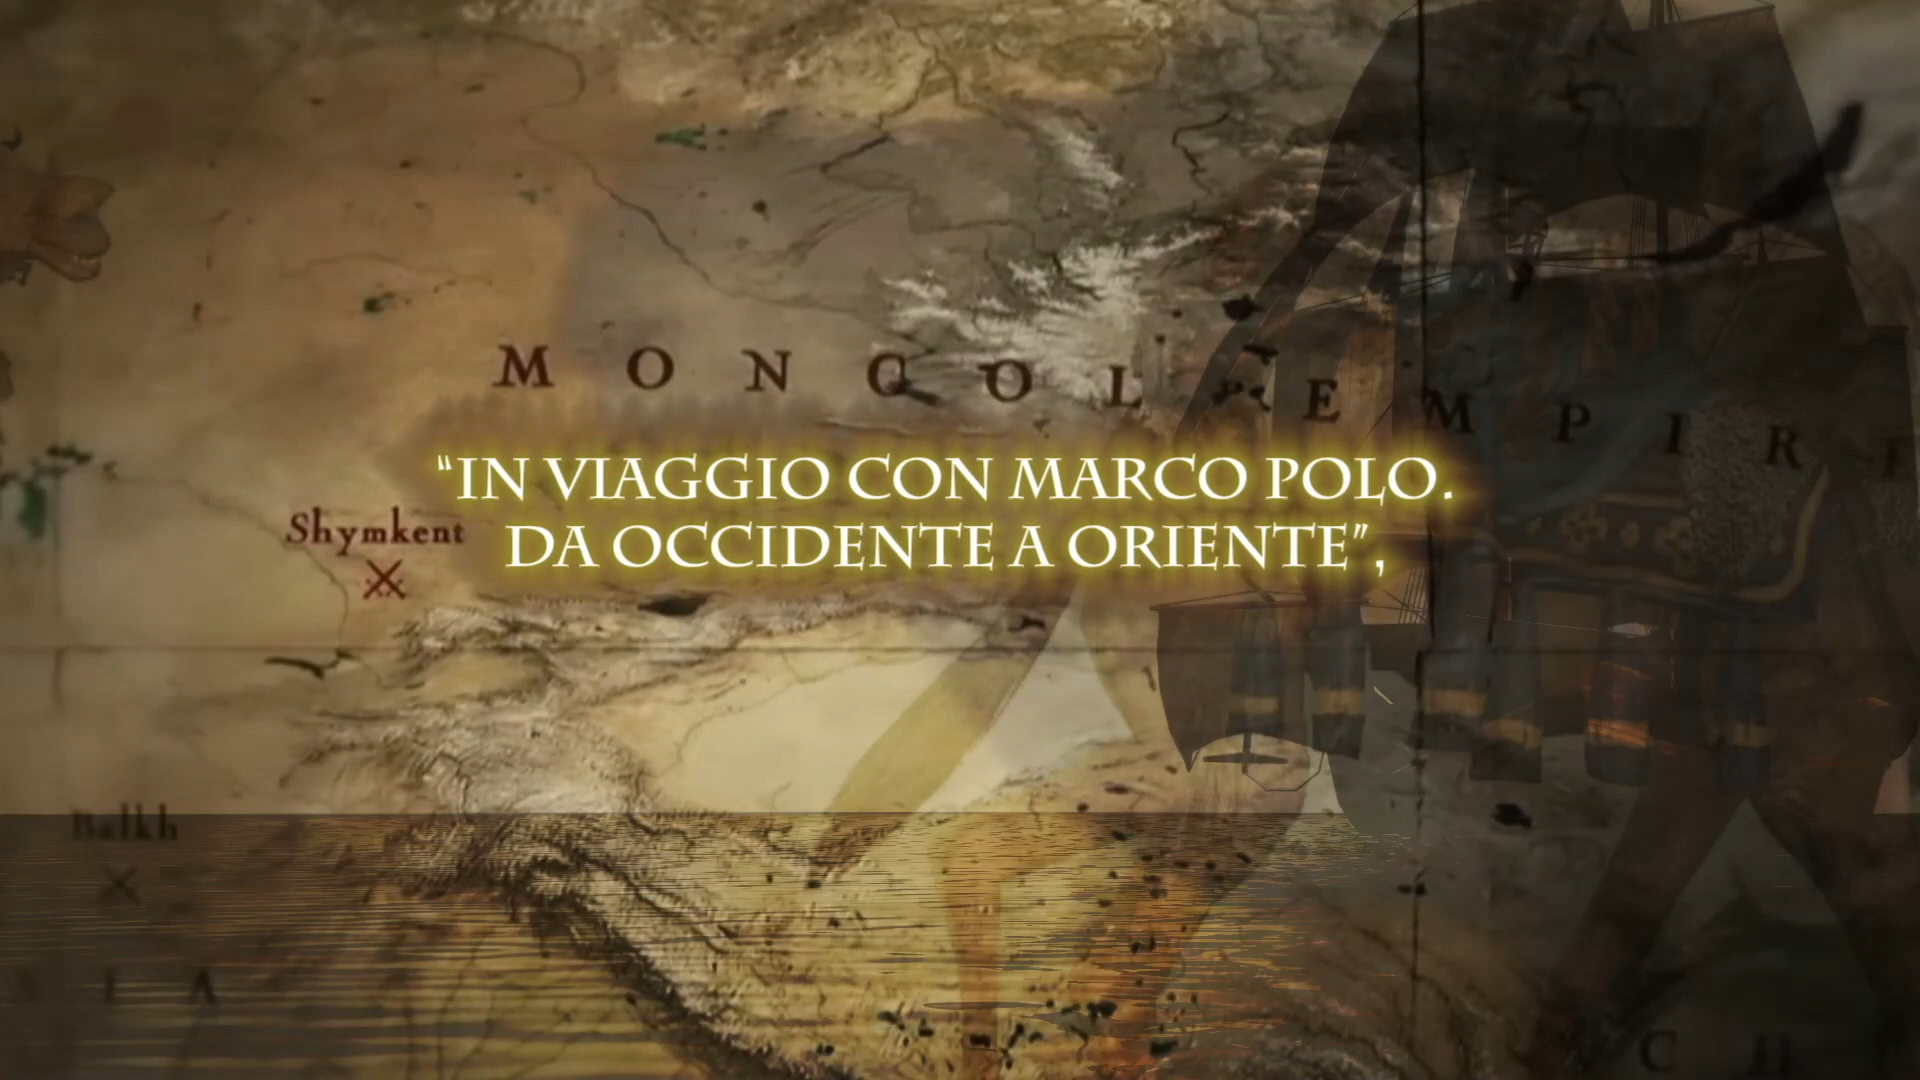 MONGOL EMPIRE
“IN VIAGGIO CON MARCO POLO.
DA OCCIDENTE A ORIENTE”,
Shymkent
Balkh